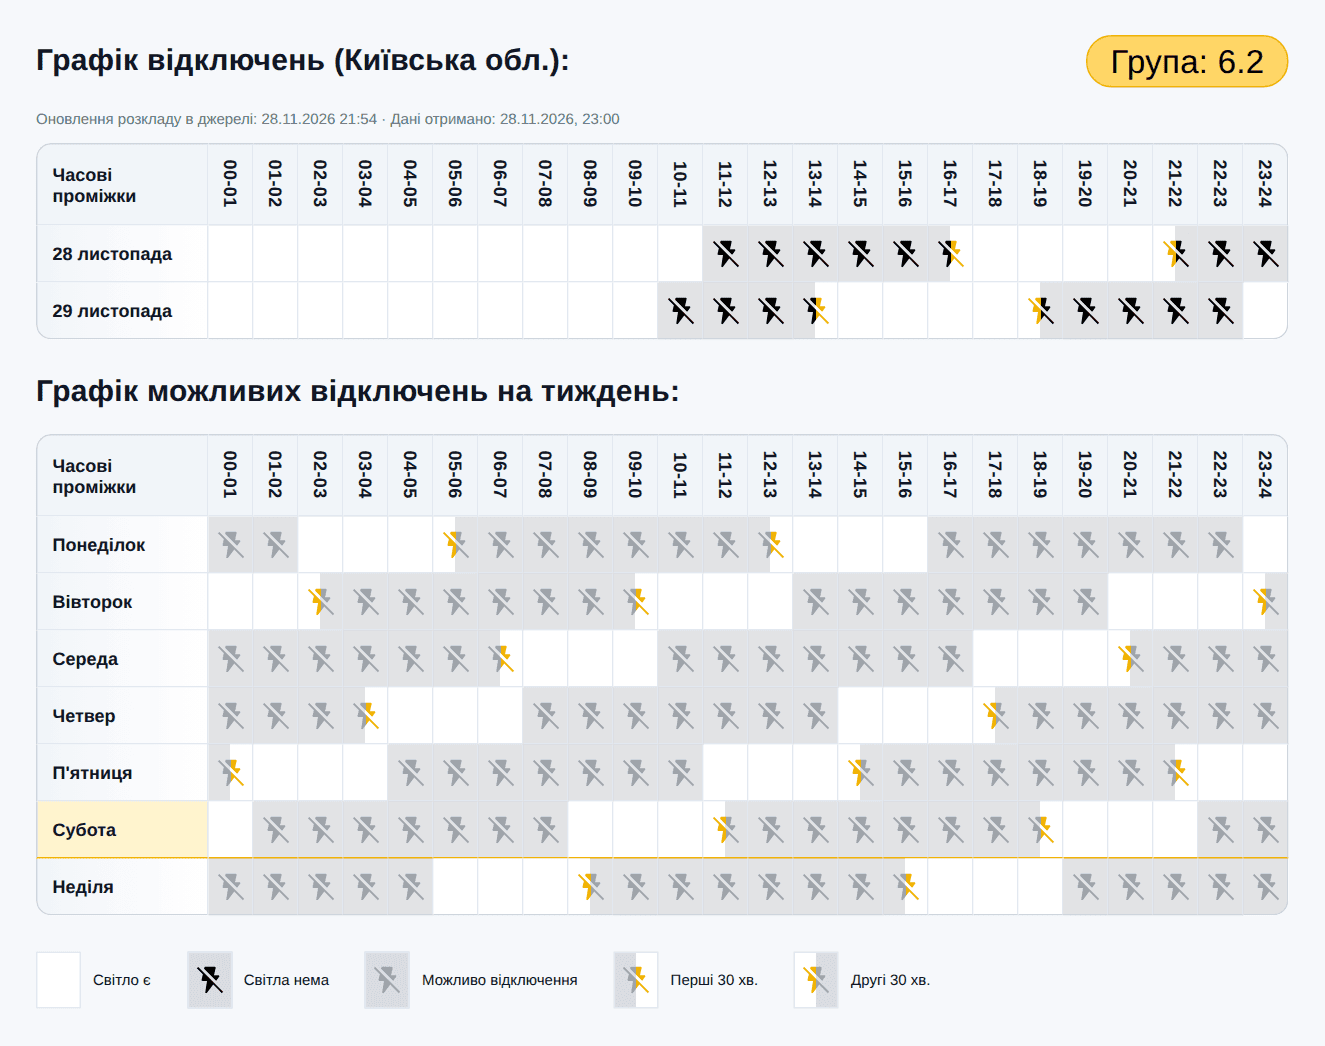 Графік відключень (Київська обл.):
Група: 6.2
Оновлення розкладу в джерелі: 28.11.2026 21:54 · Дані отримано: 28.11.2026, 23:00
Часові проміжки 00-01 01-02 02-03 03-04 04-05 05-06 06-07 07-08 08-09 09-10 10-11 11-12 12-13 13-14 14-15 15-16 16-17 17-18 18-19 19-20 20-21 21-22 22-23 23-24
28 листопада
29 листопада
Графік можливих відключень на тиждень:
Часові проміжки 00-01 01-02 02-03 03-04 04-05 05-06 06-07 07-08 08-09 09-10 10-11 11-12 12-13 13-14 14-15 15-16 16-17 17-18 18-19 19-20 20-21 21-22 22-23 23-24
Понеділок
Вівторок
Середа
Четвер
П'ятниця
Субота
Неділя
Світло є Світла нема Можливо відключення Перші 30 хв. Другі 30 хв.